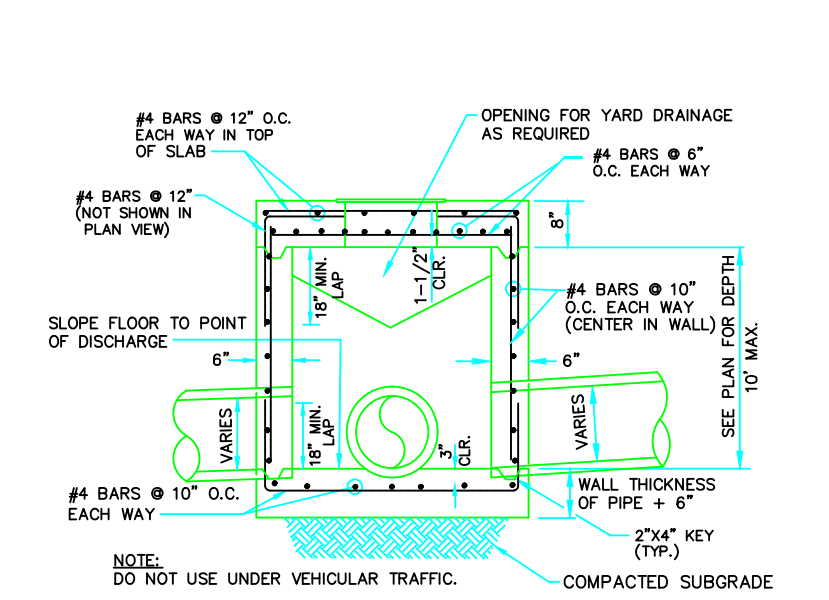 #4 BARS @ 12" O.C.
EACH WAY IN TOP
OF SLAB
OPENING FOR YARD DRAINAGE
AS REQUIRED
#4 BARS @ 6"
O.C. EACH WAY
#4 BARS @ 12"
(NOT SHOWN IN
PLAN VIEW)
8"
18" MIN.
LAP
1-1/2"
CLR.
#4 BARS @ 10"
O.C. EACH WAY
(CENTER IN WALL)
SEE PLAN FOR DEPTH
10' MAX.
SLOPE FLOOR TO POINT
OF DISCHARGE
6"
6"
VARIES
18" MIN.
LAP
3"
CLR.
VARIES
#4 BARS @ 10" O.C.
EACH WAY
WALL THICKNESS
OF PIPE + 6"
2"X4" KEY
(TYP.)
NOTE:
DO NOT USE UNDER VEHICULAR TRAFFIC.
COMPACTED SUBGRADE